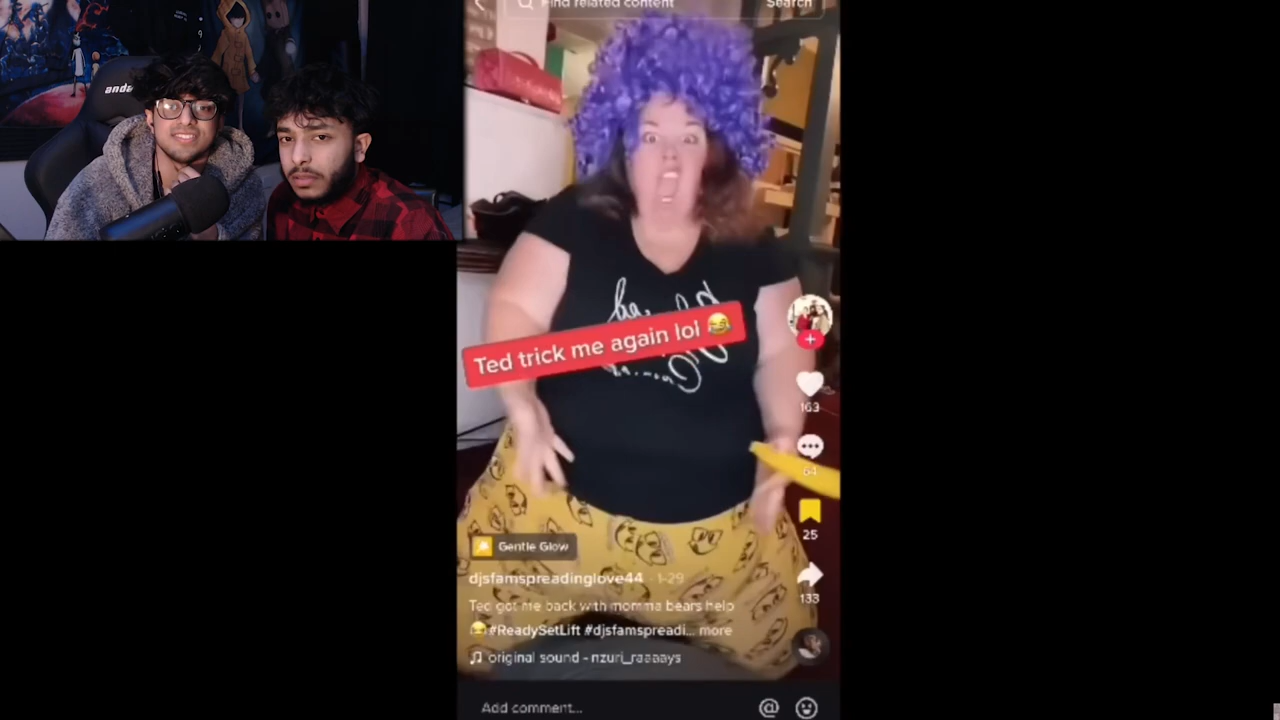 Find related content
Search
anda
Ted trick me again lol 😂
163
64
25
133
Gentle Glow
djsfamspreadinglove44 · 1-29
Ted got me back with momma bears help
😂 #ReadySetLift #djsfamspreadi... more
original sound - nzuri_raaaays
Add comment...
@